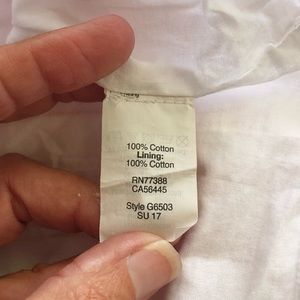 100% Cotton
Lining:
100% Cotton
RN77388
CA56445
Style G6503
SU 17